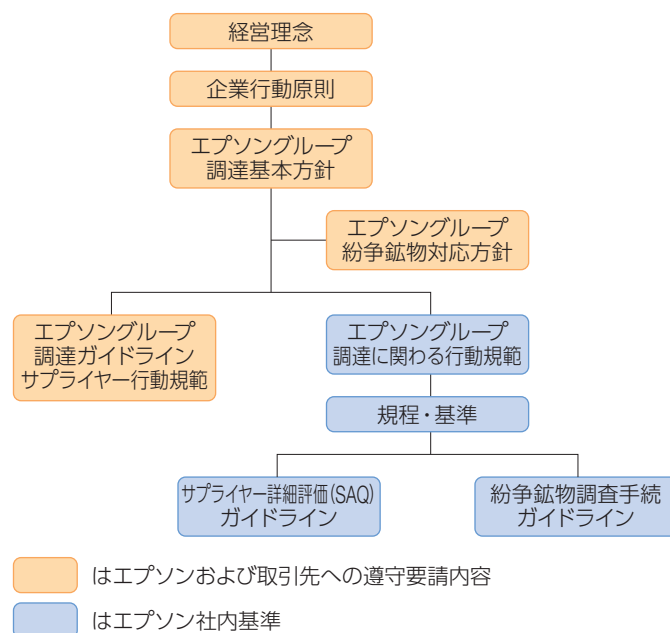 経営理念
企業行動原則
エプソングループ
調達基本方針
エプソングループ
紛争鉱物対応方針
エプソングループ
調達ガイドライン
サプライヤー行動規範
エプソングループ
調達に関わる行動規範
規程・基準
サプライヤー詳細評価(SAQ)
ガイドライン
紛争鉱物調査手続
ガイドライン
はエプソンおよび取引先への遵守要請内容
はエプソン社内基準